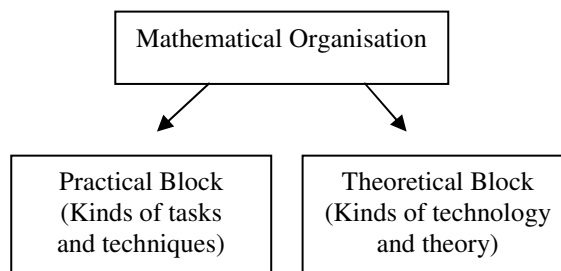 Mathematical Organisation
Practical Block
(Kinds of tasks
and techniques)
Theoretical Block
(Kinds of technology
and theory)